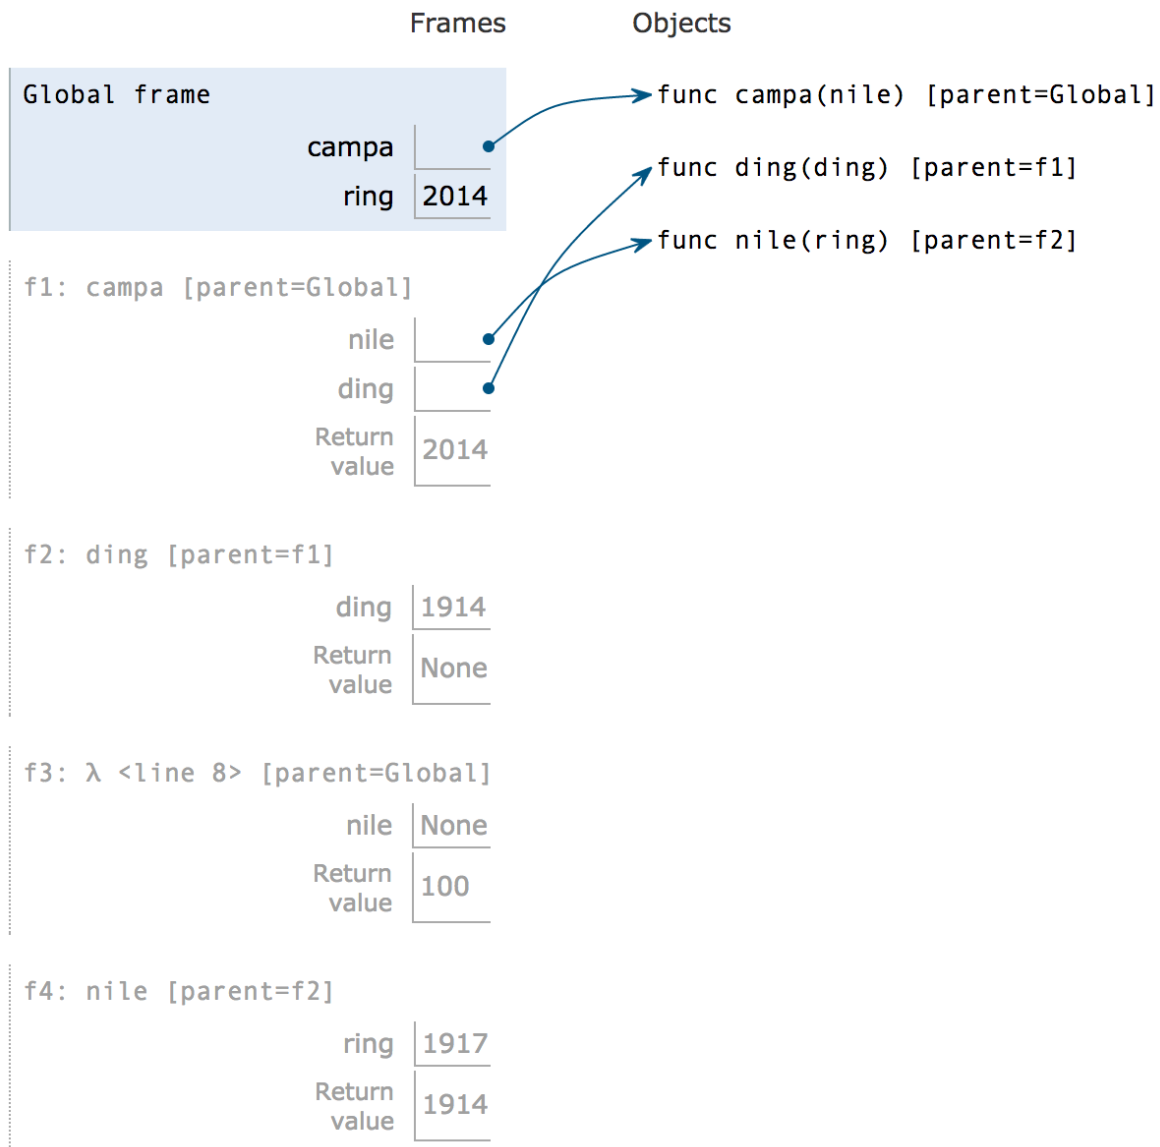 Frames Objects
Global frame
func campa(nile) [parent=Global]
campa
func ding(ding) [parent=f1]
ring 2014
func nile(ring) [parent=f2]
f1: campa [parent=Global]
nile
ding
Return
value 2014
f2: ding [parent=f1]
ding 1914
Return
value None
f3: λ <line 8> [parent=Global]
nile None
Return
value 100
f4: nile [parent=f2]
ring 1917
Return
value 1914